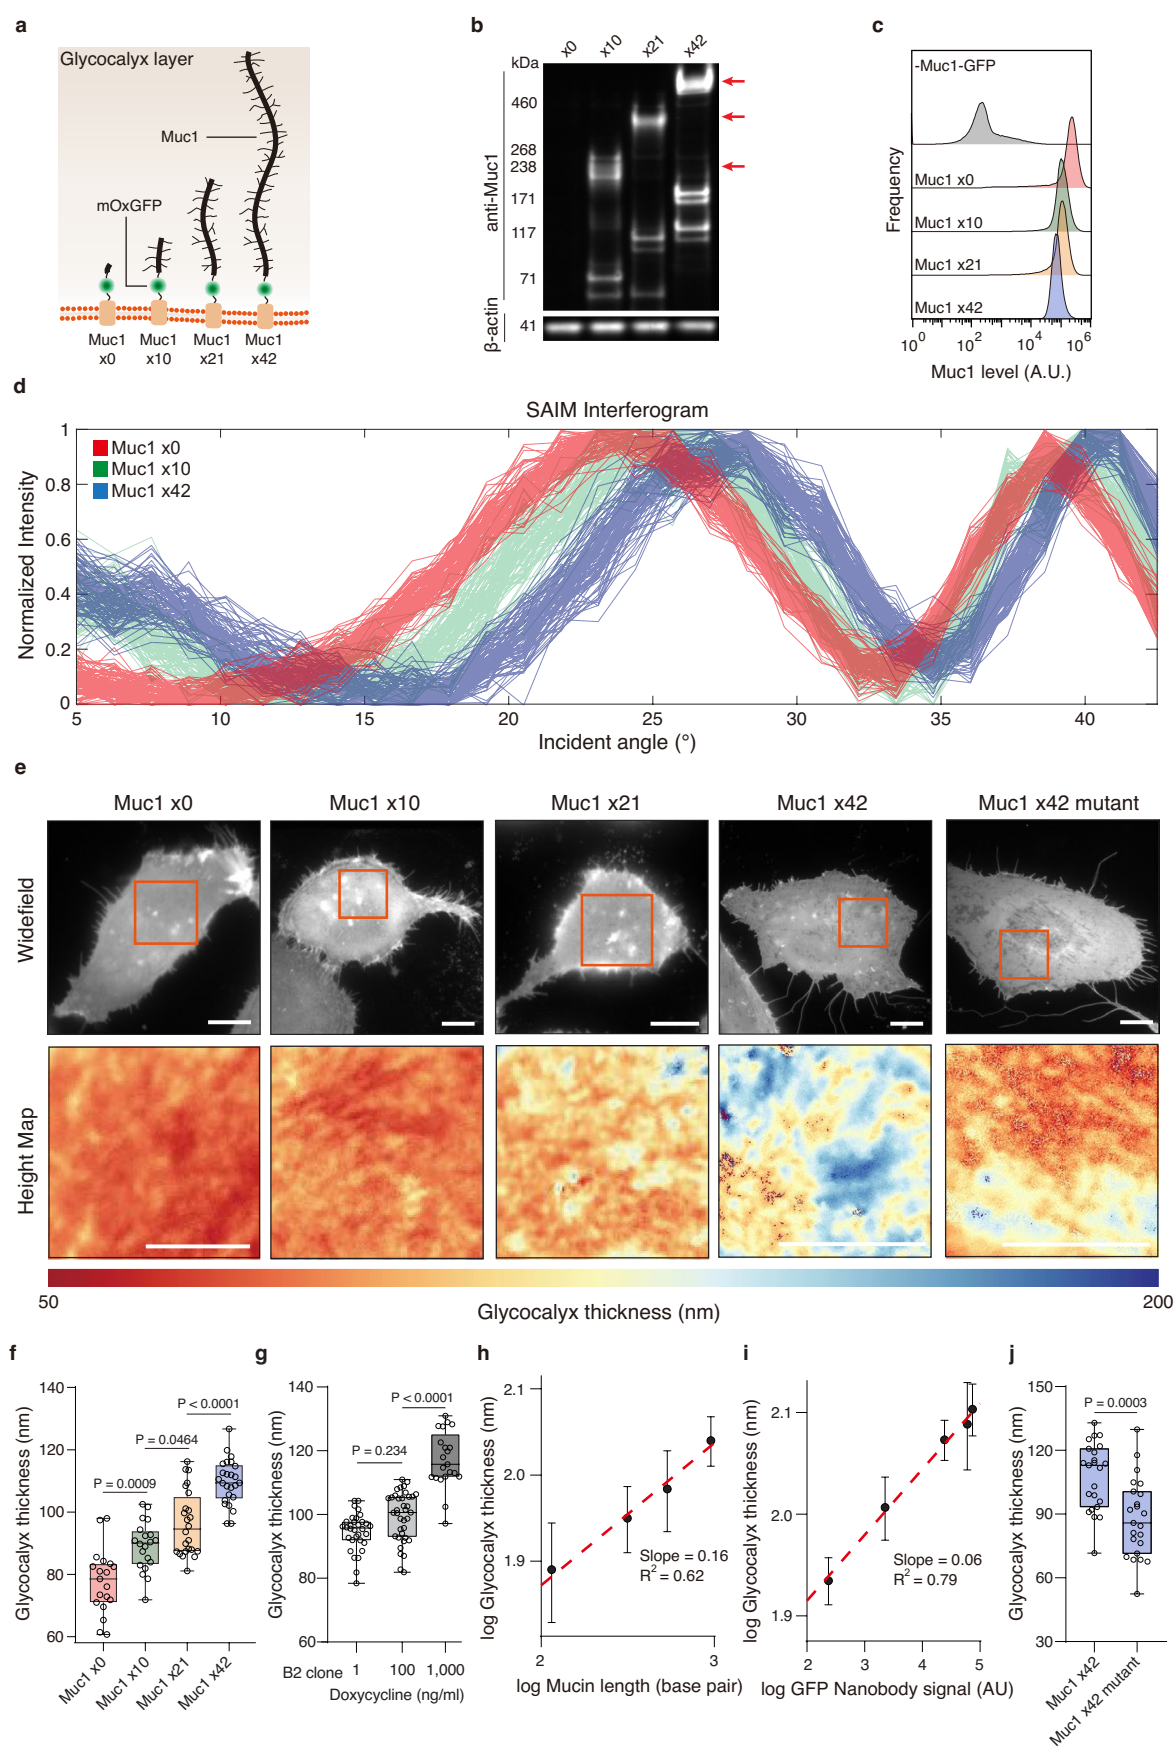 a
Glycocalyx layer
Muc1
mOxGFP
Muc1 x0
Muc1 x10
Muc1 x21
Muc1 x42
b
x0 x10 x21 x42
kDa
460
268
238
171
117
71
41
anti-Muc1
β-actin
c
-Muc1-GFP
Muc1 x0
Muc1 x10
Muc1 x21
Muc1 x42
Frequency
10^0 10^2 10^4 10^6
Muc1 level (A.U.)
d
SAIM Interferogram
Muc1 x0
Muc1 x10
Muc1 x42
Normalized Intensity
1
0.8
0.6
0.4
0.2
0
5 10 15 20 25 30 35 40
Incident angle (°)
e
Muc1 x0 Muc1 x10 Muc1 x21 Muc1 x42 Muc1 x42 mutant
Widefield
Height Map
50 200
Glycocalyx thickness (nm)
f
Glycocalyx thickness (nm)
140
120
100
80
60
P < 0.0001
P = 0.0464
P = 0.0009
Muc1 x0 Muc1 x10 Muc1 x21 Muc1 x42
g
Glycocalyx thickness (nm)
140
120
100
80
60
P < 0.0001
P = 0.234
B2 clone 1 100 1,000
Doxycycline (ng/ml)
h
log Glycocalyx thickness (nm)
2.1
2.0
1.9
Slope = 0.16
R^2 = 0.62
2 3
log Mucin length (base pair)
i
log Glycocalyx thickness (nm)
2.1
2.0
1.9
Slope = 0.06
R^2 = 0.79
2 3 4 5
log GFP Nanobody signal (AU)
j
Glycocalyx thickness (nm)
150
120
90
60
30
P = 0.0003
Muc1 x42
Muc1 x42 mutant